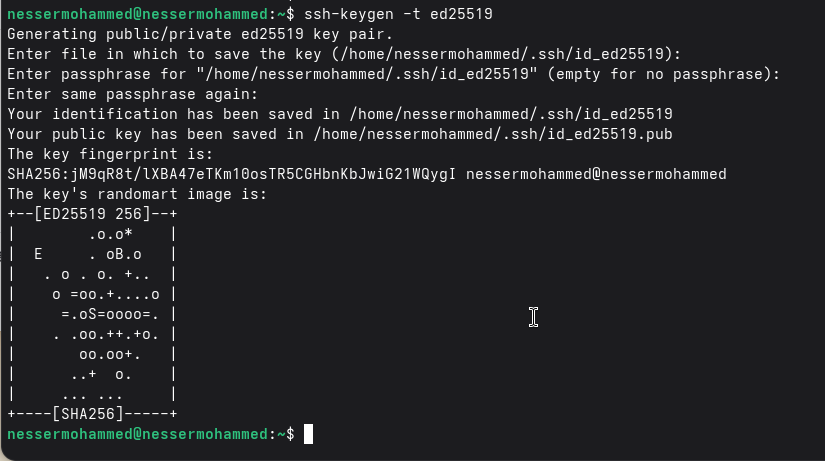 nessermohammed@nessermohammed:~$ ssh-keygen -t ed25519
Generating public/private ed25519 key pair.
Enter file in which to save the key (/home/nessermohammed/.ssh/id_ed25519):
Enter passphrase for "/home/nessermohammed/.ssh/id_ed25519" (empty for no passphrase):
Enter same passphrase again:
Your identification has been saved in /home/nessermohammed/.ssh/id_ed25519
Your public key has been saved in /home/nessermohammed/.ssh/id_ed25519.pub
The key fingerprint is:
SHA256:jM9qR8t/lXBA47eTKm10osTR5CGHbnKbJwiG21WQygI nessermohammed@nessermohammed
The key's randomart image is:
+--[ED25519 256]--+
|        .o.o*    |
|  E     . oB.o   |
|   . o . o. +..  |
|    o =oo.+....o |
|     =.oS=oooo=. |
|    . .oo.++.+o. |
|       oo.oo+.   |
|      ..+  o.    |
|     ... ...     |
+----[SHA256]-----+
nessermohammed@nessermohammed:~$